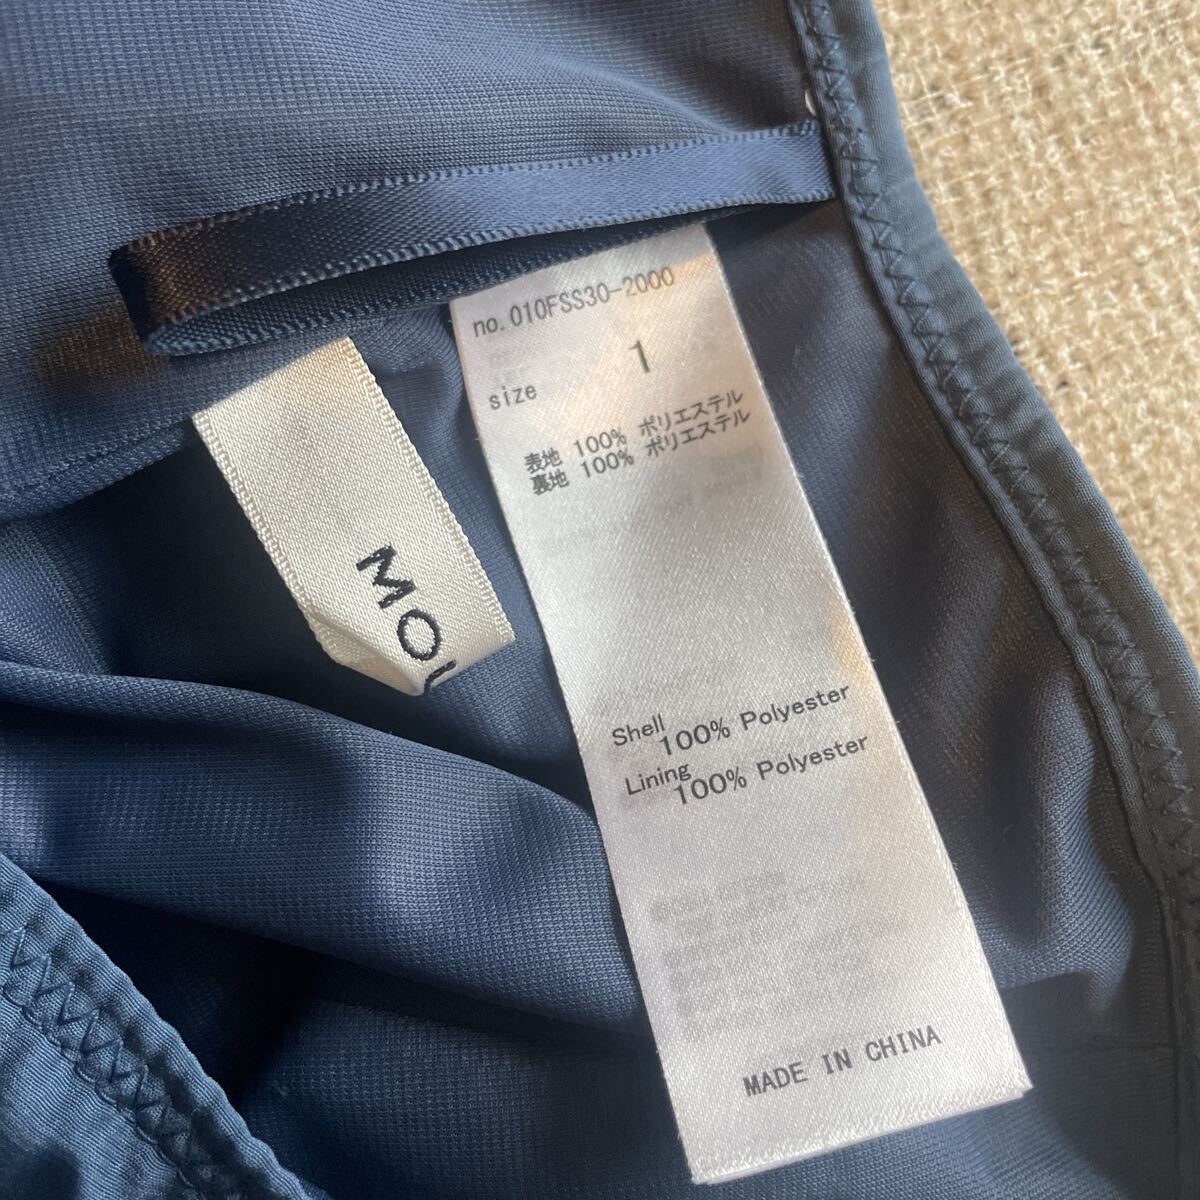 no.010FSS30-2000
size 1
表地 100% ポリエステル
裏地 100% ポリエステル
MOU
Shell
100% Polyester
Lining
100% Polyester
MADE IN CHINA